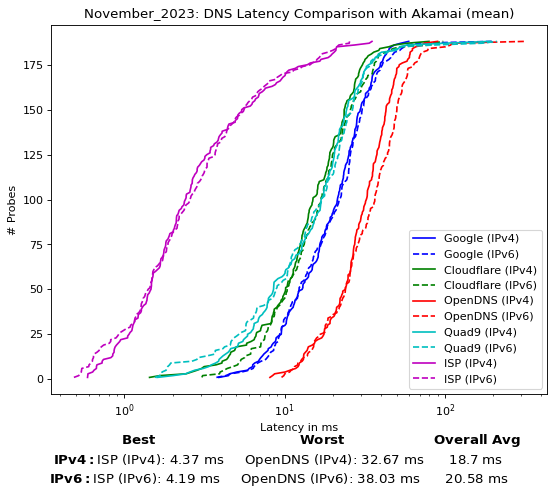 November_2023: DNS Latency Comparison with Akamai (mean)
# Probes
175
150
125
100
75
50
25
0
Google (IPv4)
Google (IPv6)
Cloudflare (IPv4)
Cloudflare (IPv6)
OpenDNS (IPv4)
OpenDNS (IPv6)
Quad9 (IPv4)
Quad9 (IPv6)
ISP (IPv4)
ISP (IPv6)
10⁰ 10¹ 10²
Latency in ms
Best Worst Overall Avg
IPv4: ISP (IPv4): 4.37 ms OpenDNS (IPv4): 32.67 ms 18.7 ms
IPv6: ISP (IPv6): 4.19 ms OpenDNS (IPv6): 38.03 ms 20.58 ms